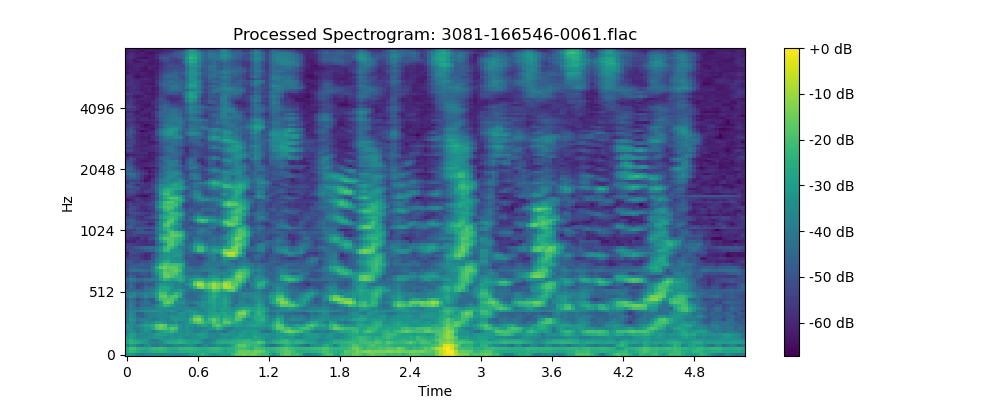 Processed Spectrogram: 3081-166546-0061.flac
Hz
4096
2048
1024
512
0
0 0.6 1.2 1.8 2.4 3 3.6 4.2 4.8
Time
+0 dB
-10 dB
-20 dB
-30 dB
-40 dB
-50 dB
-60 dB